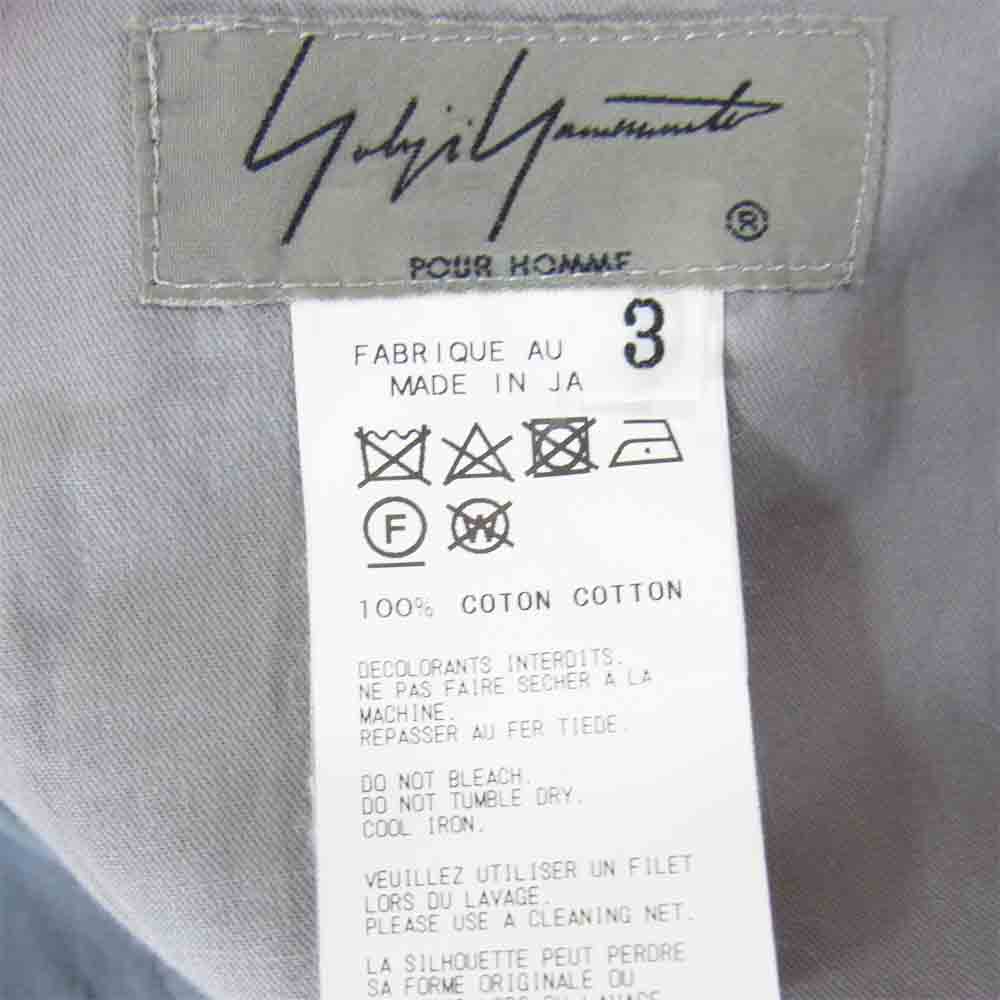 Yohji Yamamoto
®
POUR HOMME
3
FABRIQUE AU
MADE IN JA
F
W
100% COTON COTTON
DECOLORANTS INTERDITS.
NE PAS FAIRE SECHER A LA
MACHINE.
REPASSER AU FER TIEDE.
DO NOT BLEACH.
DO NOT TUMBLE DRY.
COOL IRON.
VEUILLEZ UTILISER UN FILET
LORS DU LAVAGE.
PLEASE USE A CLEANING NET.
LA SILHOUETTE PEUT PERDRE
SA FORME ORIGINALE OU